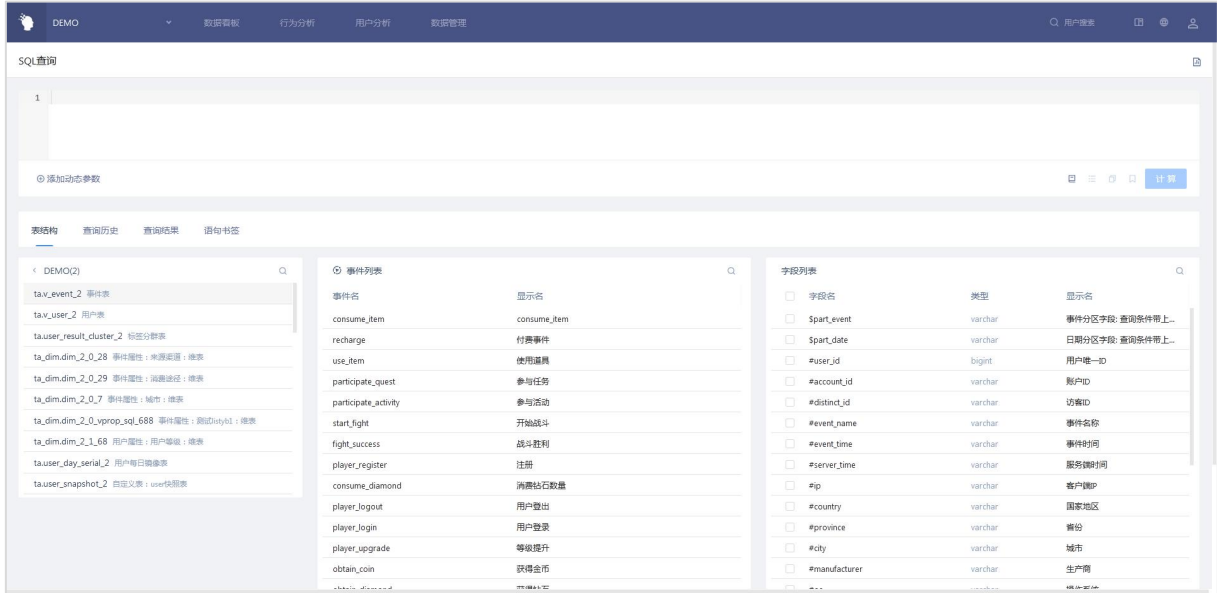 DEMO 数据看板 行为分析 用户分析 数据管理 用户搜索
SQL查询
1
添加动态参数 计算
表结构 查询历史 查询结果 语句书签
DEMO(2)
ta.v_event_2 事件表
ta.v_user_2 用户表
ta.user_result_cluster_2 标签分群表
ta_dim.dim_2_0_28 事件属性：来源渠道：维表
ta_dim.dim_2_0_29 事件属性：消费途径：维表
ta_dim.dim_2_0_7 事件属性：城市：维表
ta_dim.dim_2_0_vprop_sql_688 事件属性：测试listyb1：维表
ta_dim.dim_2_1_68 用户属性：用户等级：维表
ta.user_day_serial_2 用户每日镜像表
ta.user_snapshot_2 自定义表：user快照表
事件列表
事件名 显示名
consume_item consume_item
recharge 付费事件
use_item 使用道具
participate_quest 参与任务
participate_activity 参与活动
start_fight 开始战斗
fight_success 战斗胜利
player_register 注册
consume_diamond 消费钻石数量
player_logout 用户登出
player_login 用户登录
player_upgrade 等级提升
obtain_coin 获得金币
字段列表
字段名 类型 显示名
$part_event varchar 事件分区字段: 查询条件带上...
$part_date varchar 日期分区字段: 查询条件带上...
#user_id bigint 用户唯一ID
#account_id varchar 账户ID
#distinct_id varchar 访客ID
#event_name varchar 事件名称
#event_time varchar 事件时间
#server_time varchar 服务端时间
#ip varchar 客户端IP
#country varchar 国家地区
#province varchar 省份
#city varchar 城市
#manufacturer varchar 生产商